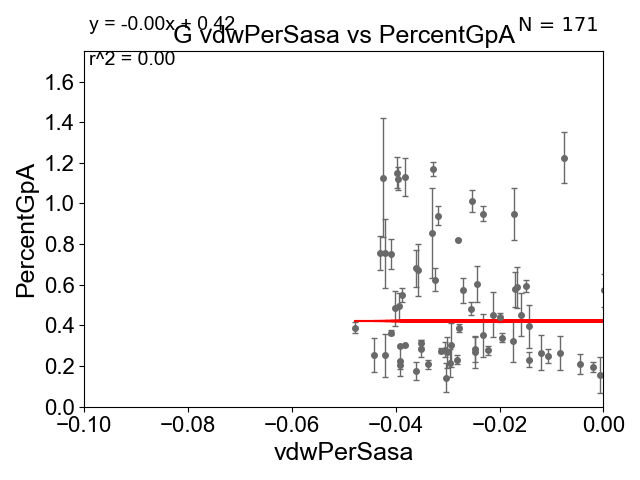 y = -0.00x + 0.42
G vdwPerSasa vs PercentGpA
N = 171
r^2 = 0.00
PercentGpA
1.6
1.4
1.2
1.0
0.8
0.6
0.4
0.2
0.0
−0.10
−0.08
−0.06
−0.04
−0.02
0.00
vdwPerSasa